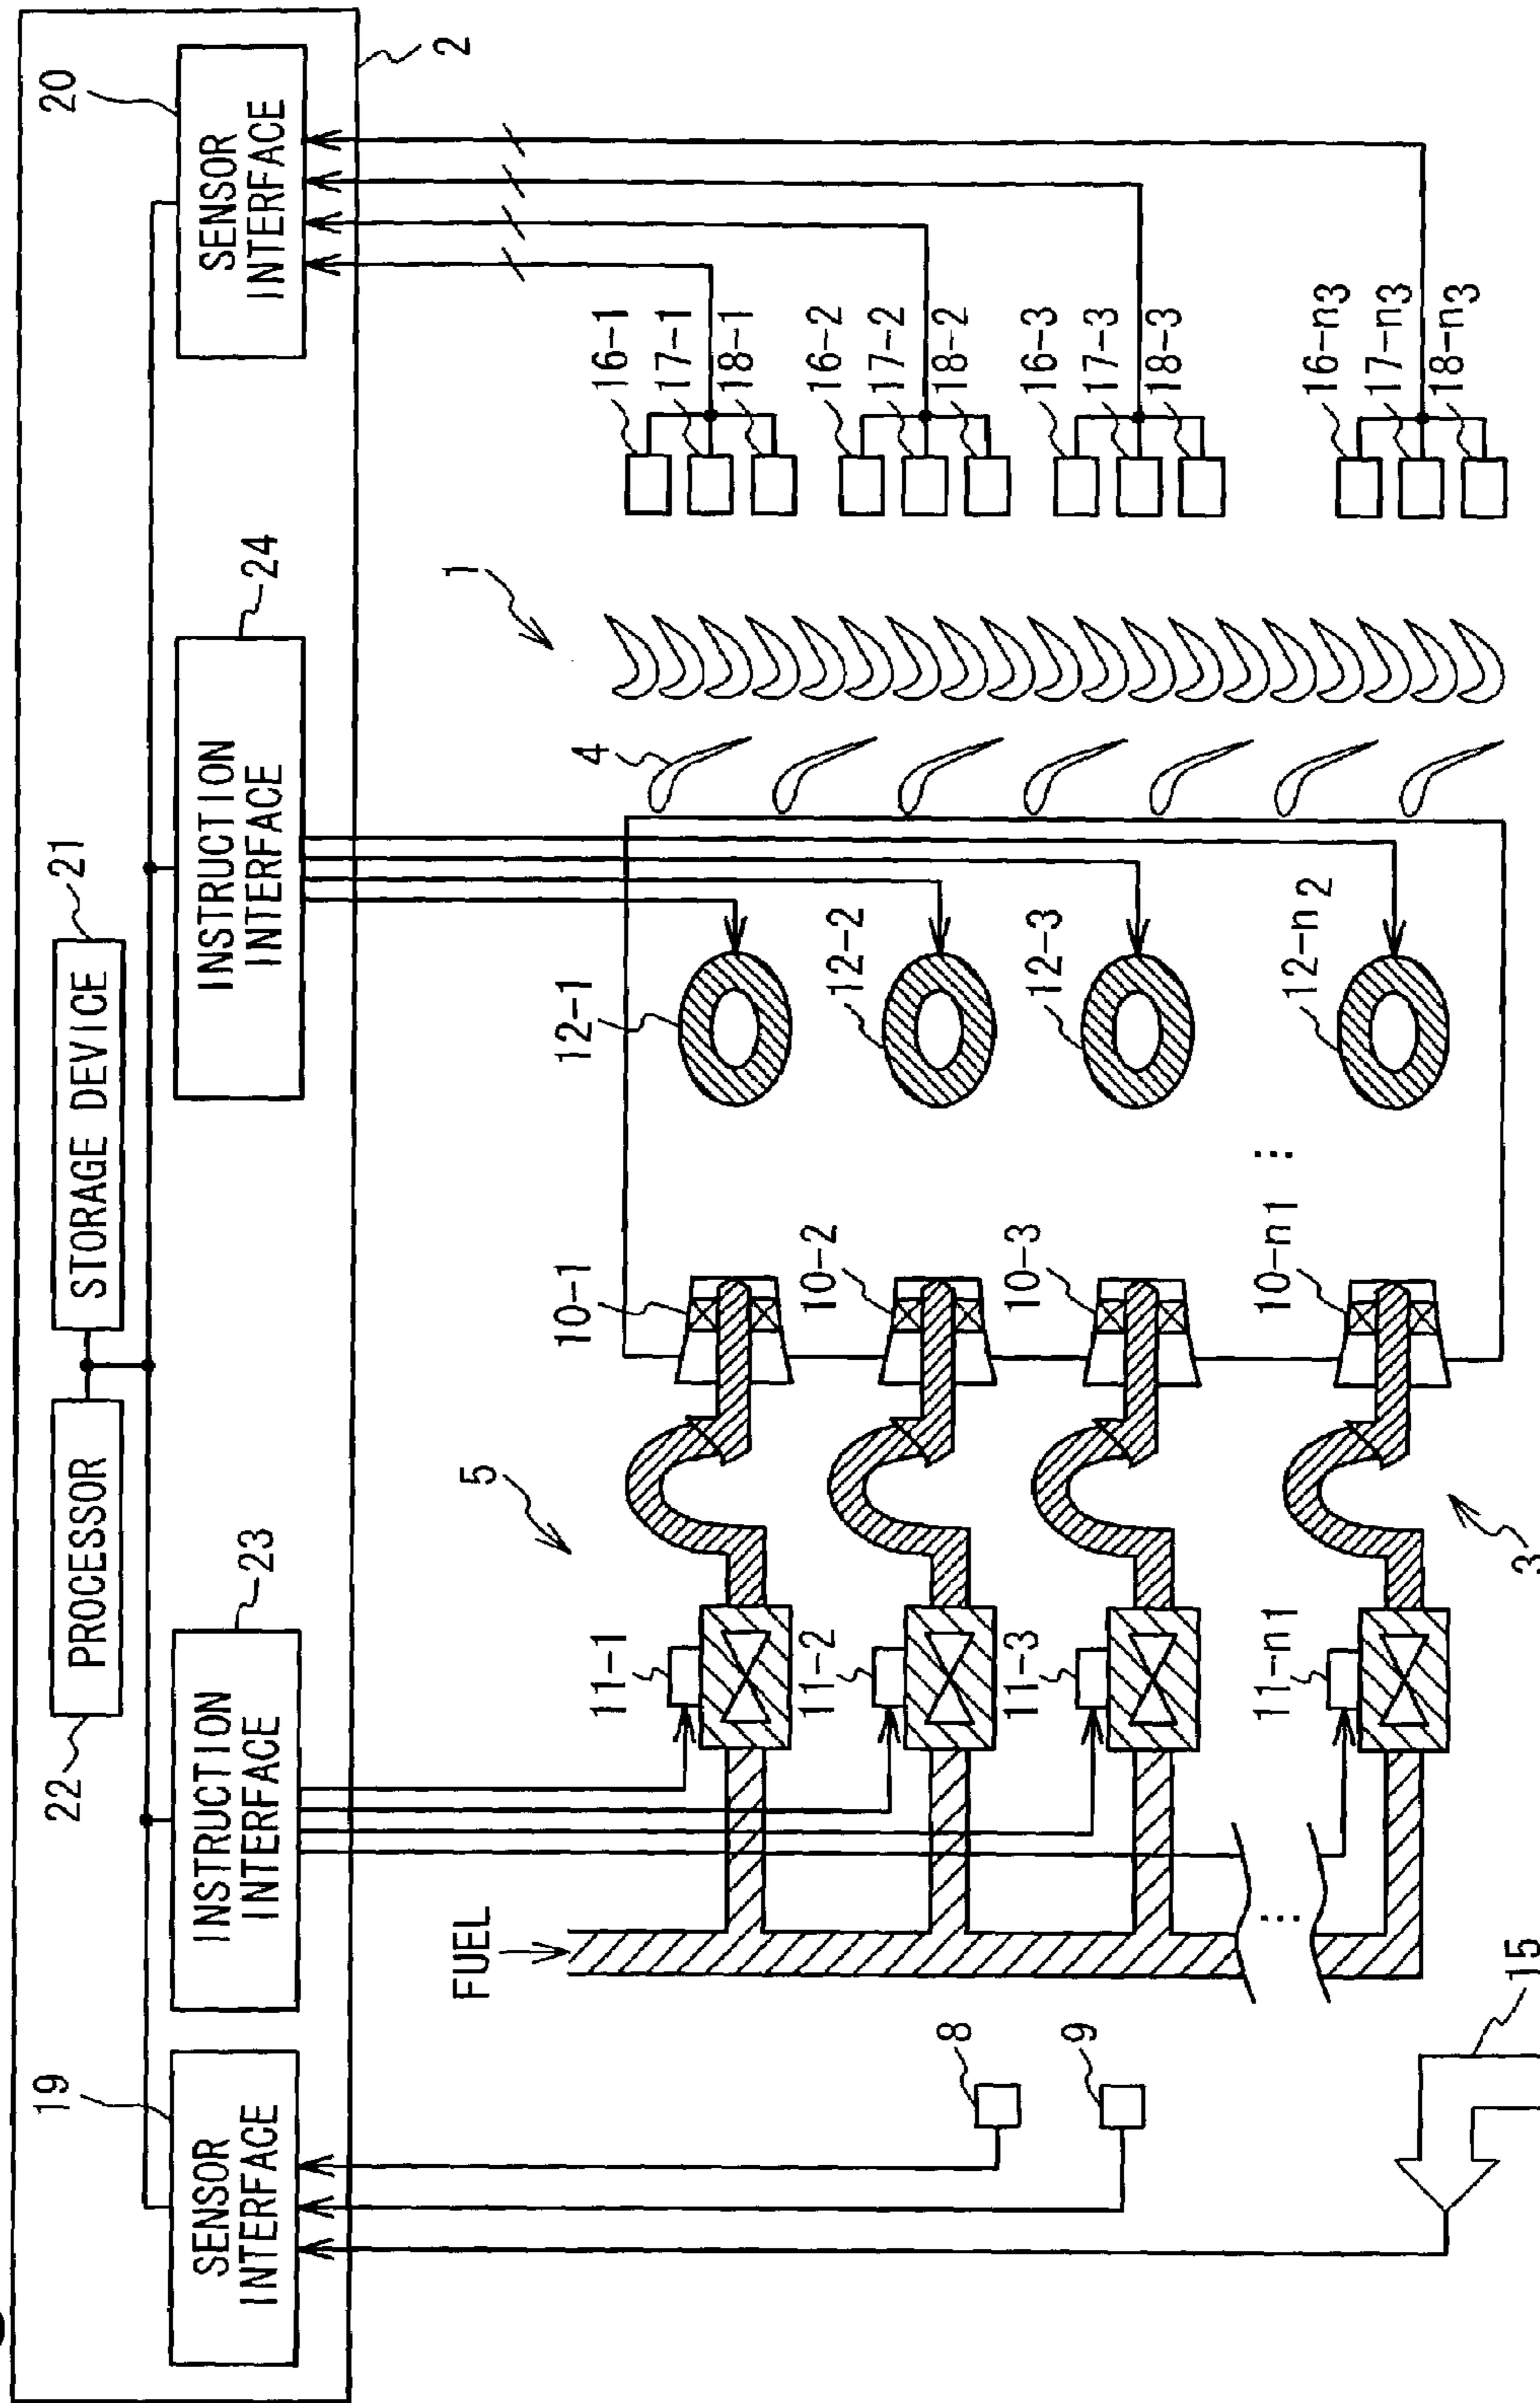 22
PROCESSOR
STORAGE DEVICE
21
19
SENSOR
INTERFACE
INSTRUCTION
INTERFACE
23
INSTRUCTION
INTERFACE
24
SENSOR
INTERFACE
20
2
FUEL
5
1
11-1
10-1
12-1
4
16-1
17-1
18-1
11-2
10-2
12-2
16-2
17-2
18-2
8
11-3
10-3
12-3
16-3
17-3
18-3
9
11-n1
10-n1
12-n2
16-n3
17-n3
18-n3
15
3